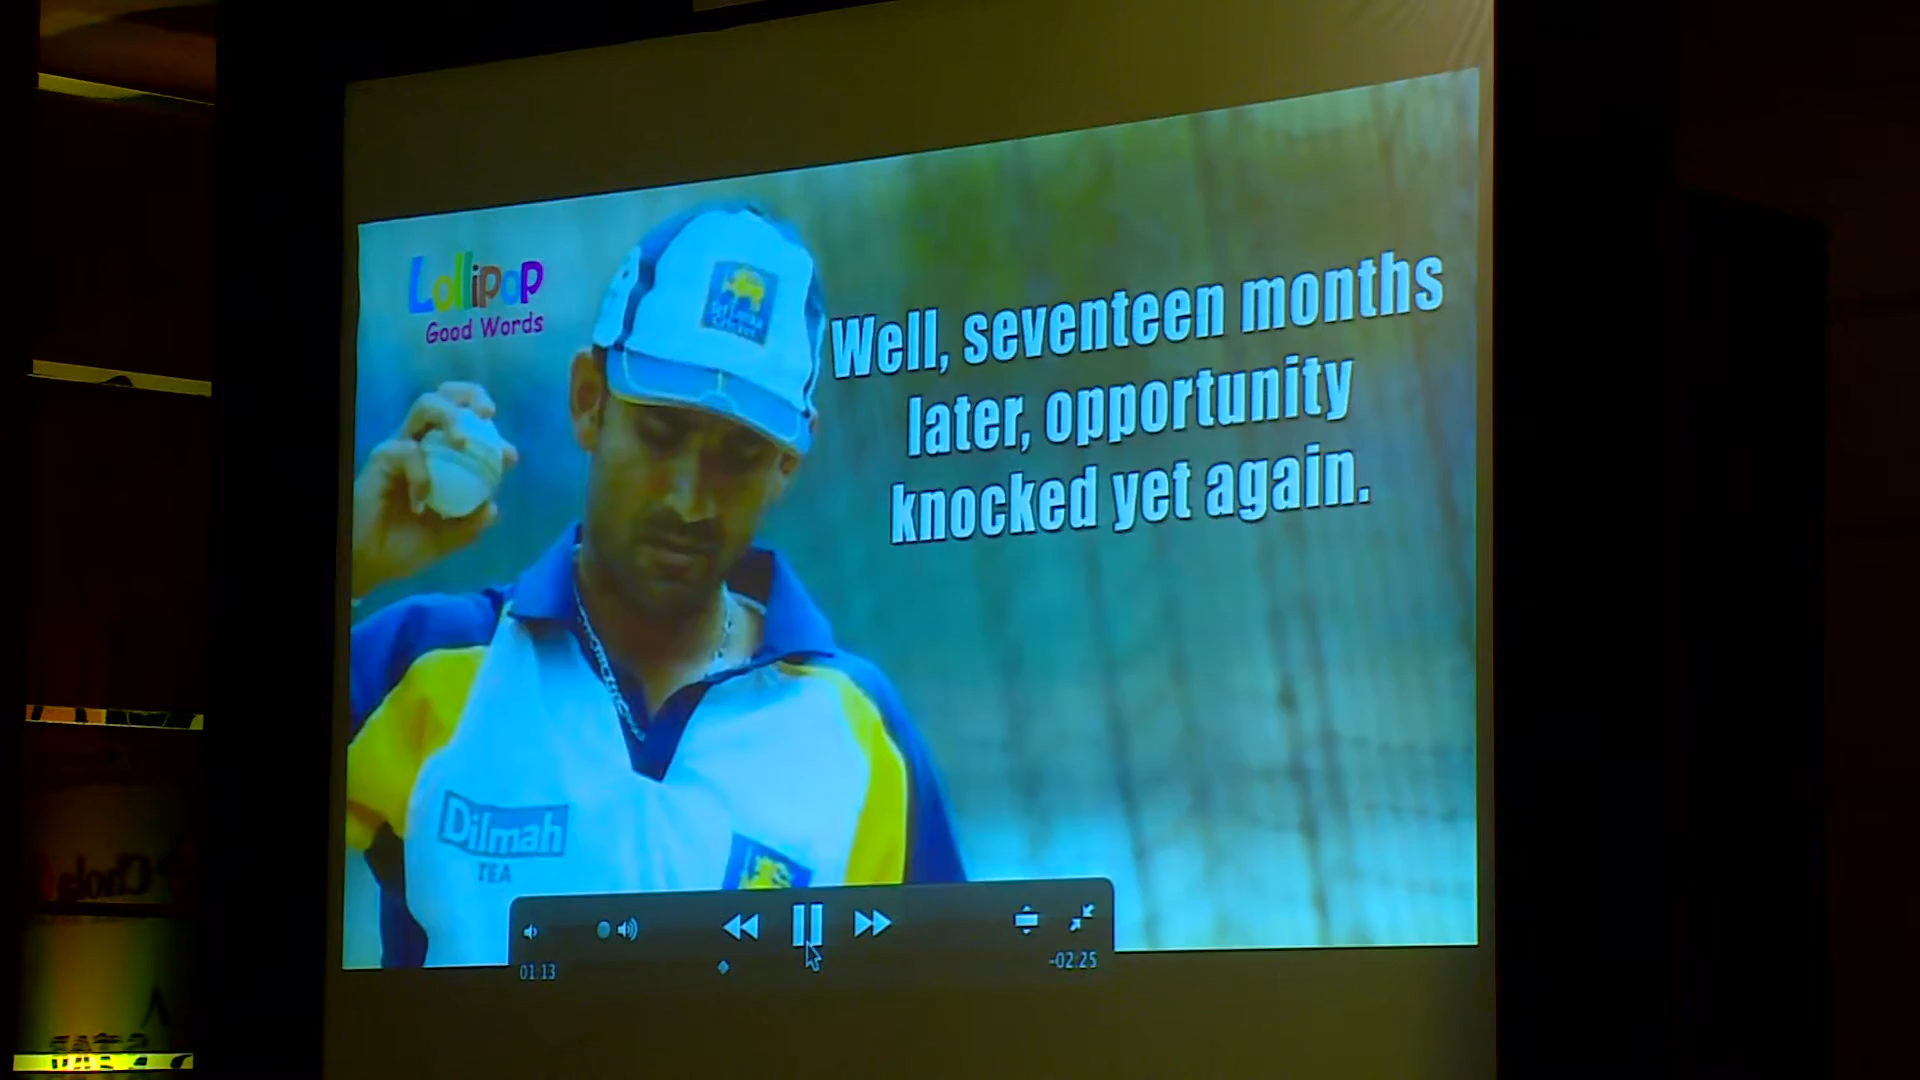 Lollipop
Good Words
Well, seventeen months
later, opportunity
knocked yet again.
Dilmah
TEA
01:13
-02:25